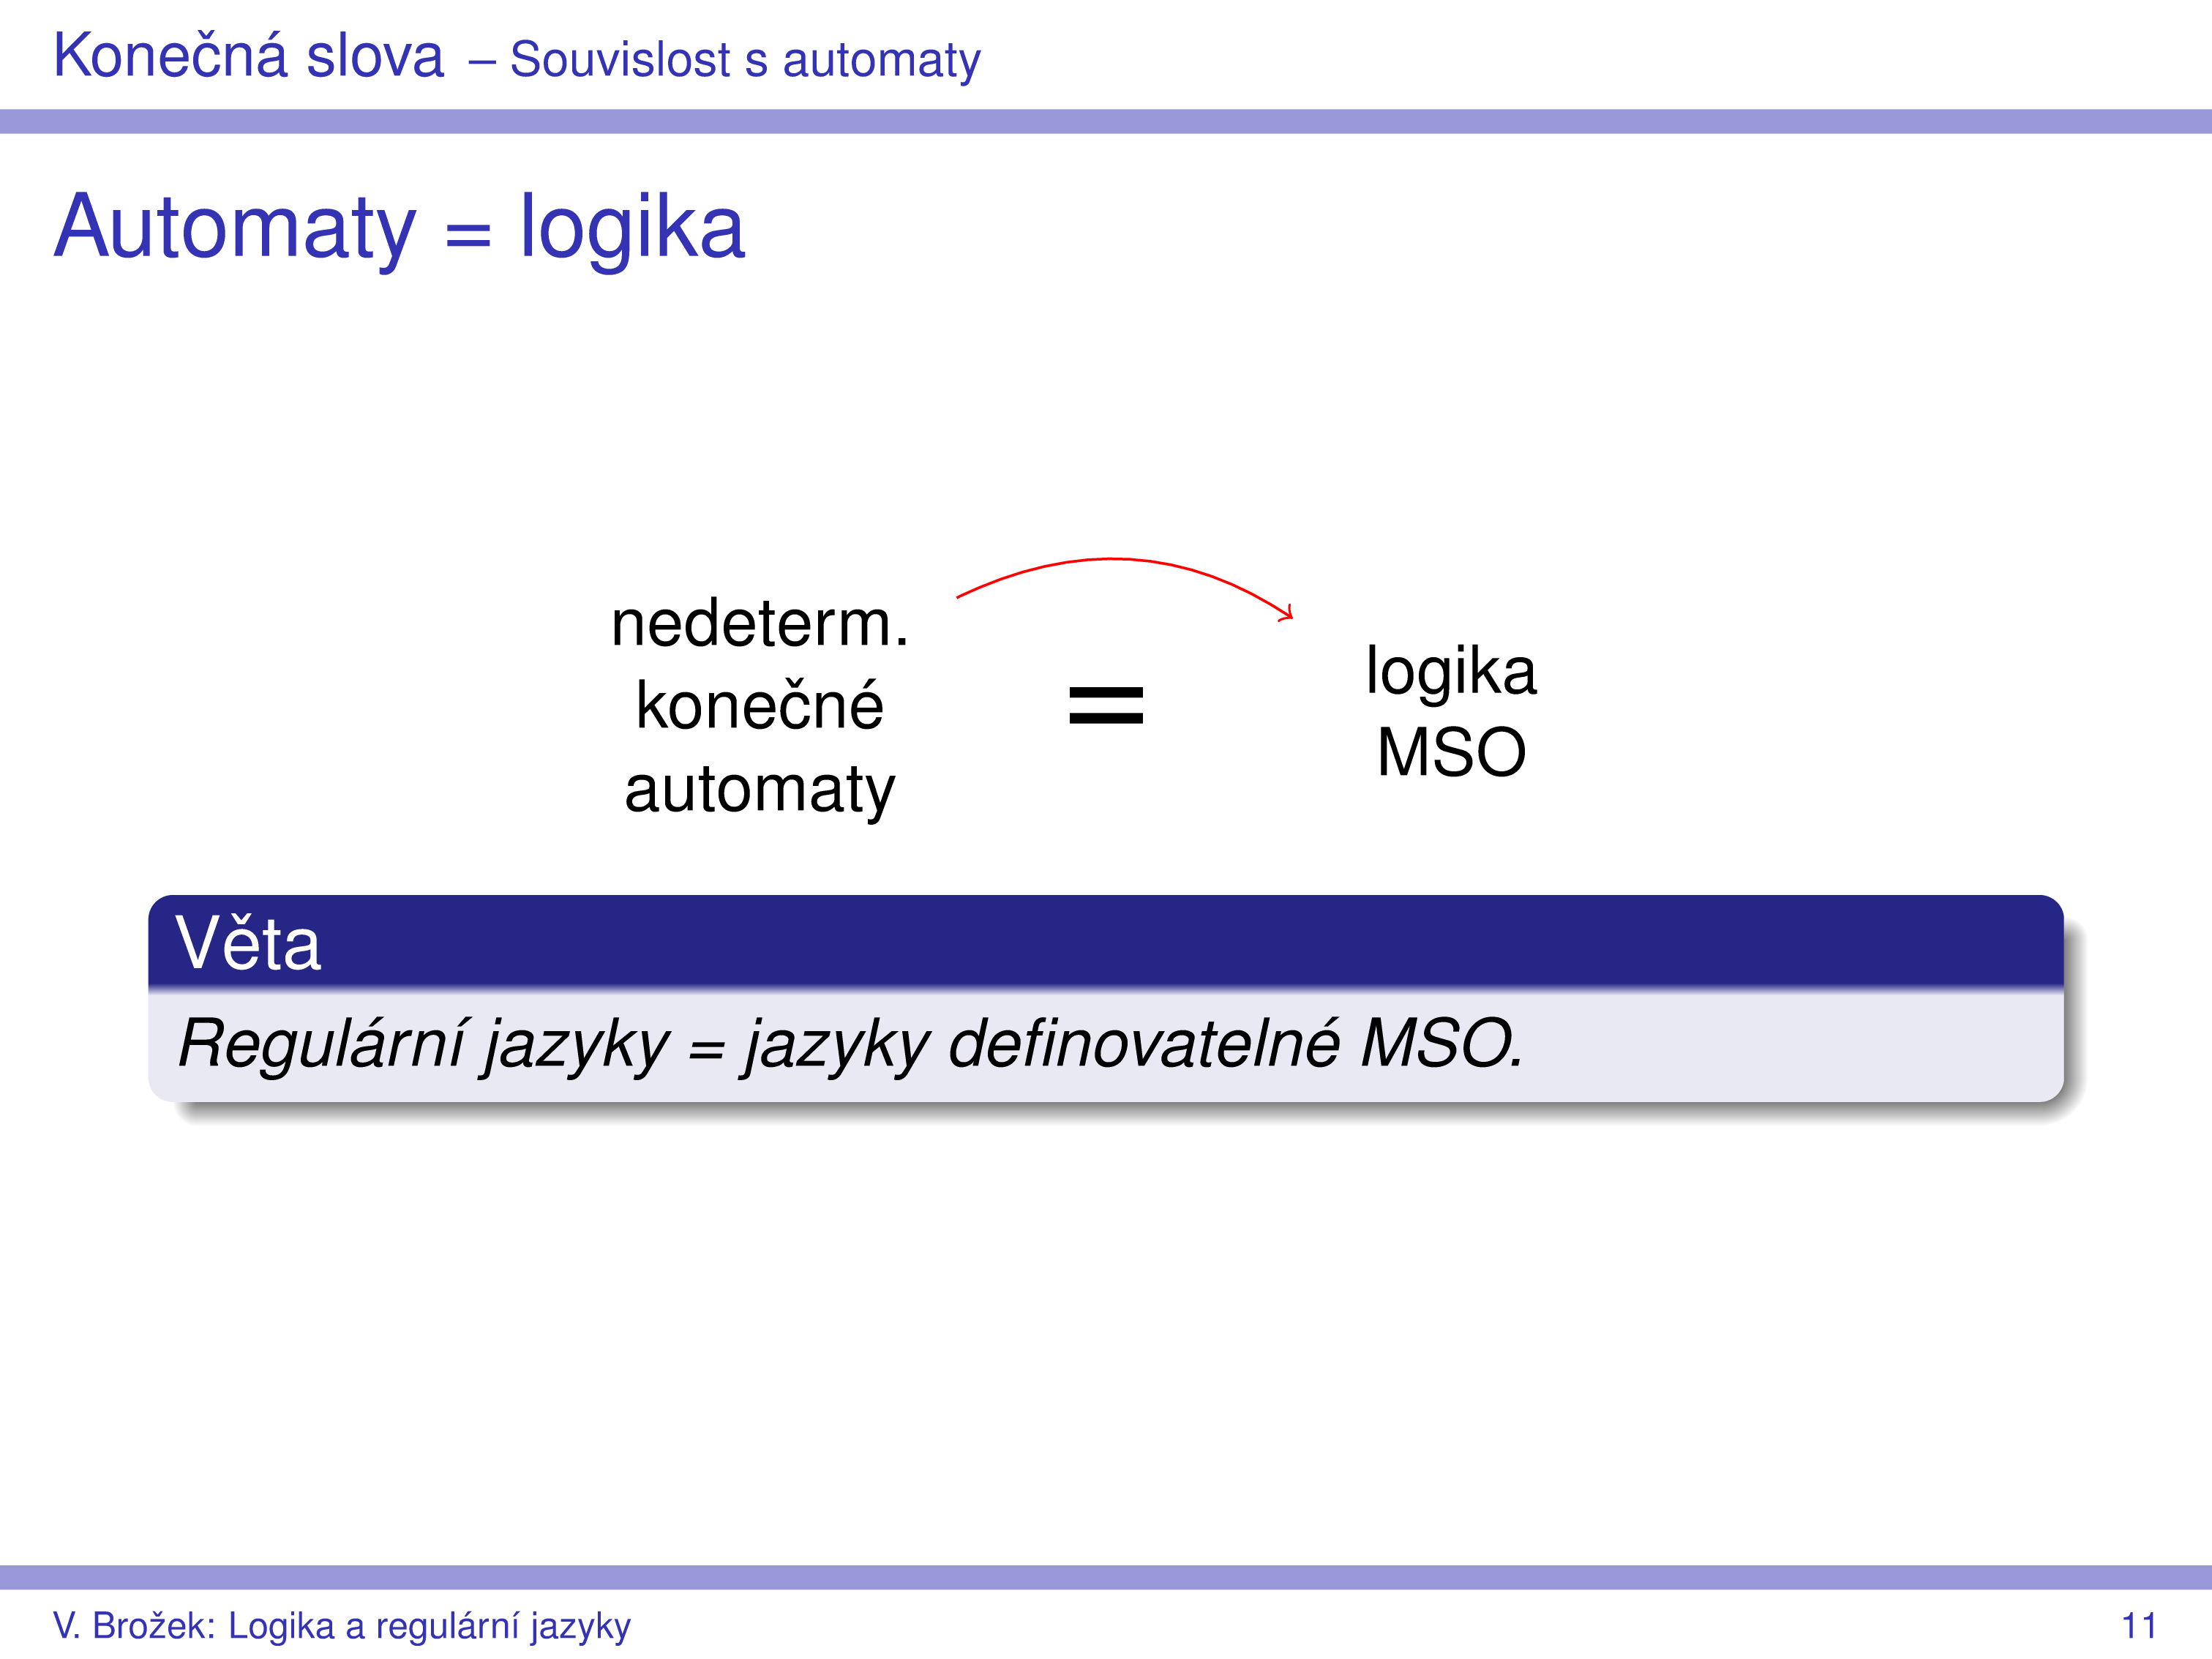 Konečná slova – Souvislost s automaty
Automaty = logika
nedeterm.
konečné
automaty
=
logika
MSO
Věta
Regulární jazyky = jazyky definovatelné MSO.
V. Brožek: Logika a regulární jazyky
11